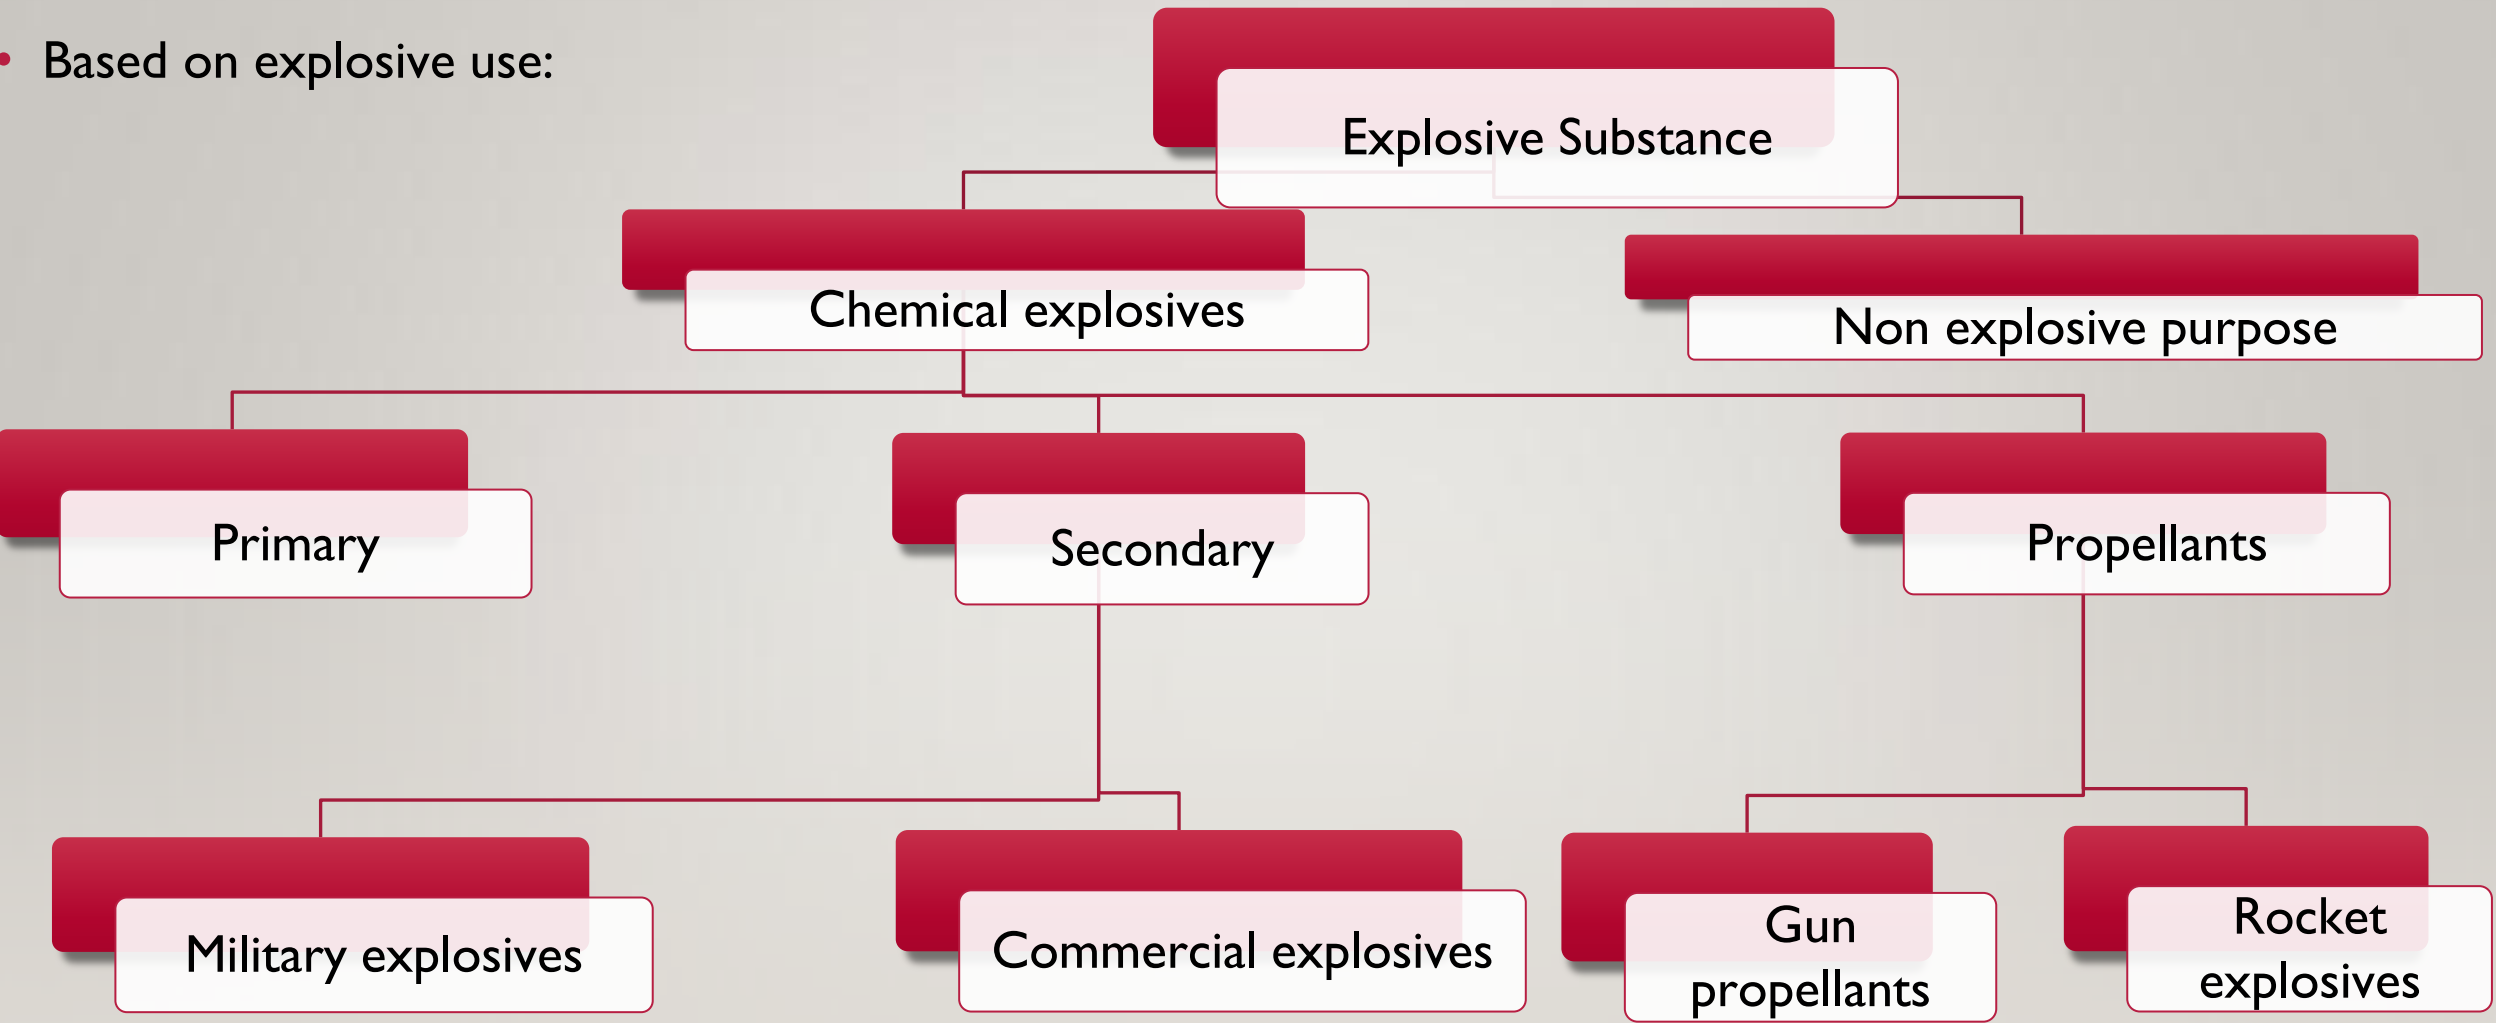 • Based on explosive use:
Explosive Substance
Chemical explosives
Non explosive purpose
Primary
Secondary
Propellants
Military explosives
Commercial explosives
Gun
propellants
Rocket
explosives